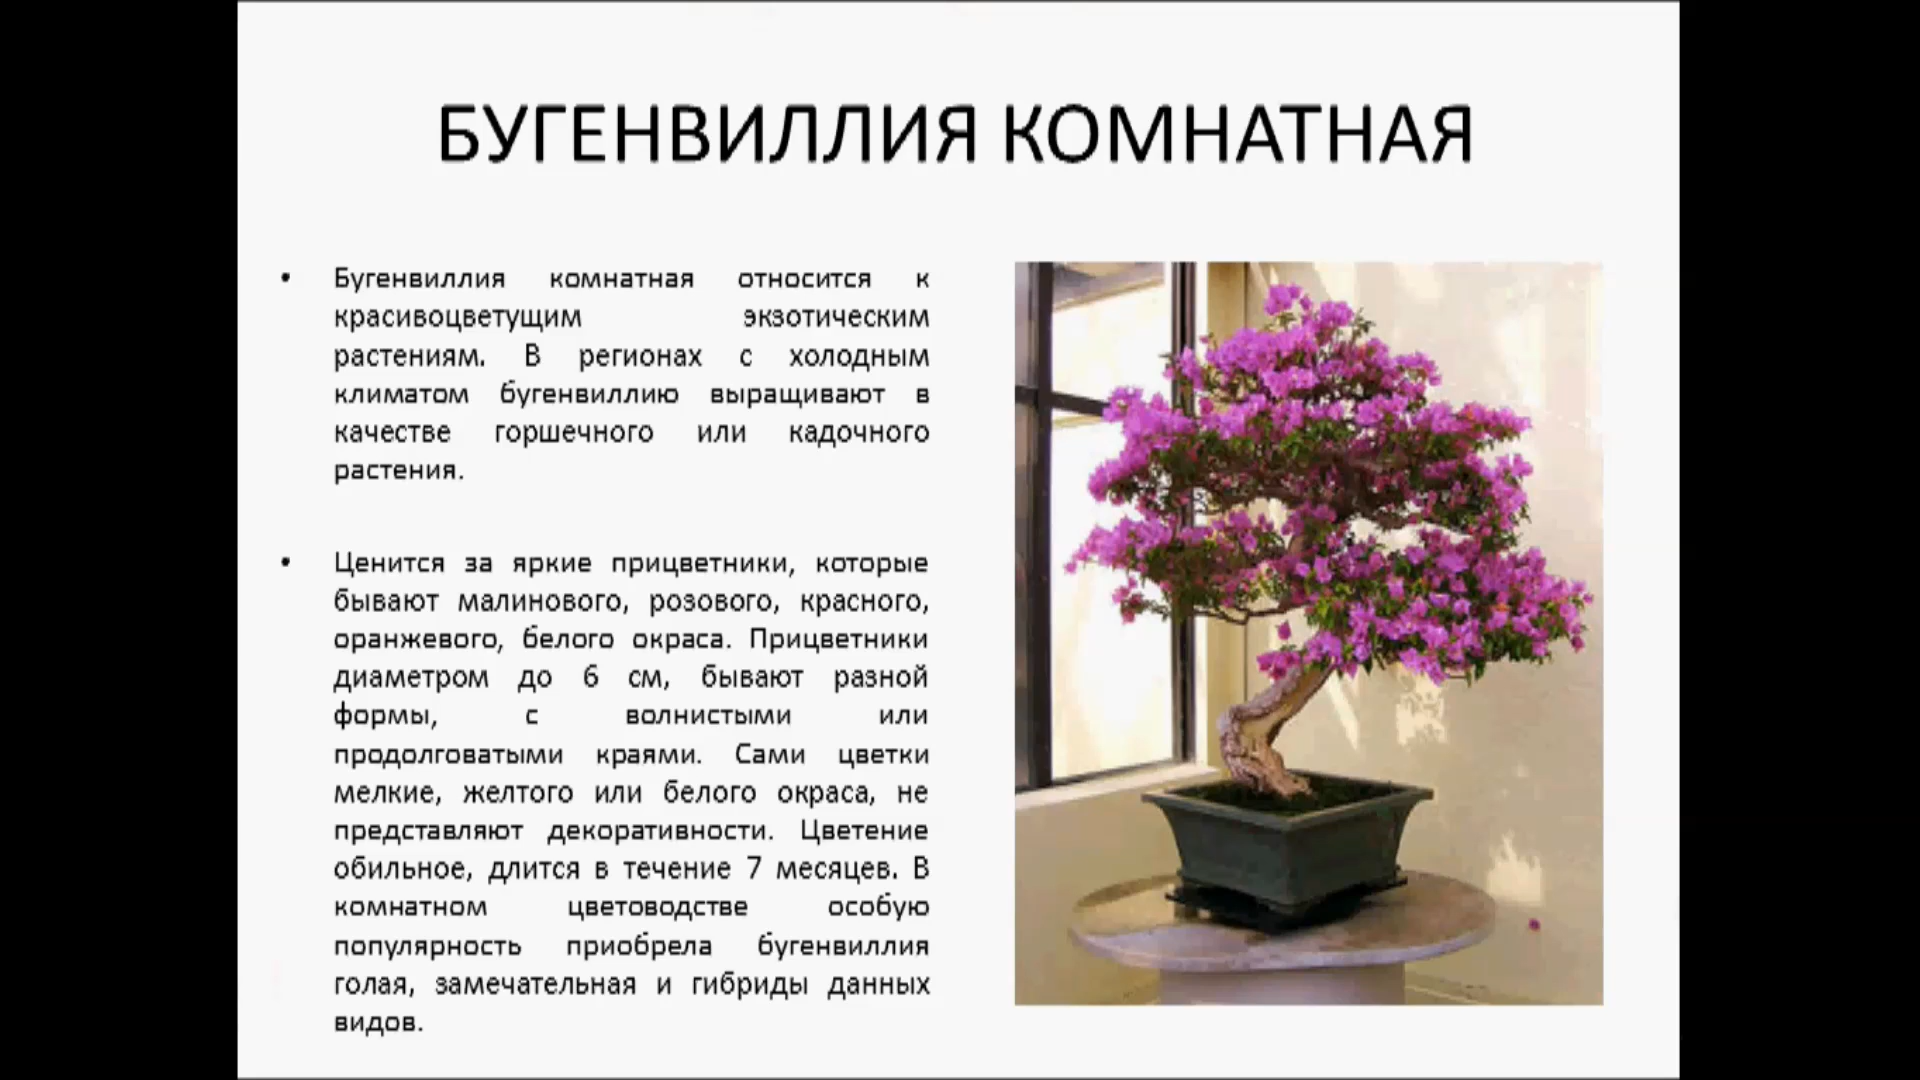 БУГЕНВИЛЛИЯ КОМНАТНАЯ
• Бугенвиллия комнатная относится к
красивоцветущим экзотическим
растениям. В регионах с холодным
климатом бугенвиллию выращивают в
качестве горшечного или кадочного
растения.
• Ценится за яркие прицветники, которые
бывают малинового, розового, красного,
оранжевого, белого окраса. Прицветники
диаметром до 6 см, бывают разной
формы, с волнистыми или
продолговатыми краями. Сами цветки
мелкие, желтого или белого окраса, не
представляют декоративности. Цветение
обильное, длится в течение 7 месяцев. В
комнатном цветоводстве особую
популярность приобрела бугенвиллия
голая, замечательная и гибриды данных
видов.